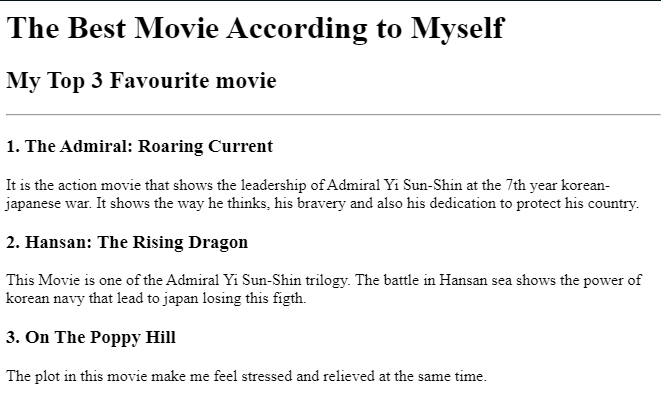 The Best Movie According to Myself
My Top 3 Favourite movie
1. The Admiral: Roaring Current
It is the action movie that shows the leadership of Admiral Yi Sun-Shin at the 7th year korean-
japanese war. It shows the way he thinks, his bravery and also his dedication to protect his country.
2. Hansan: The Rising Dragon
This Movie is one of the Admiral Yi Sun-Shin trilogy. The battle in Hansan sea shows the power of
korean navy that lead to japan losing this figth.
3. On The Poppy Hill
The plot in this movie make me feel stressed and relieved at the same time.